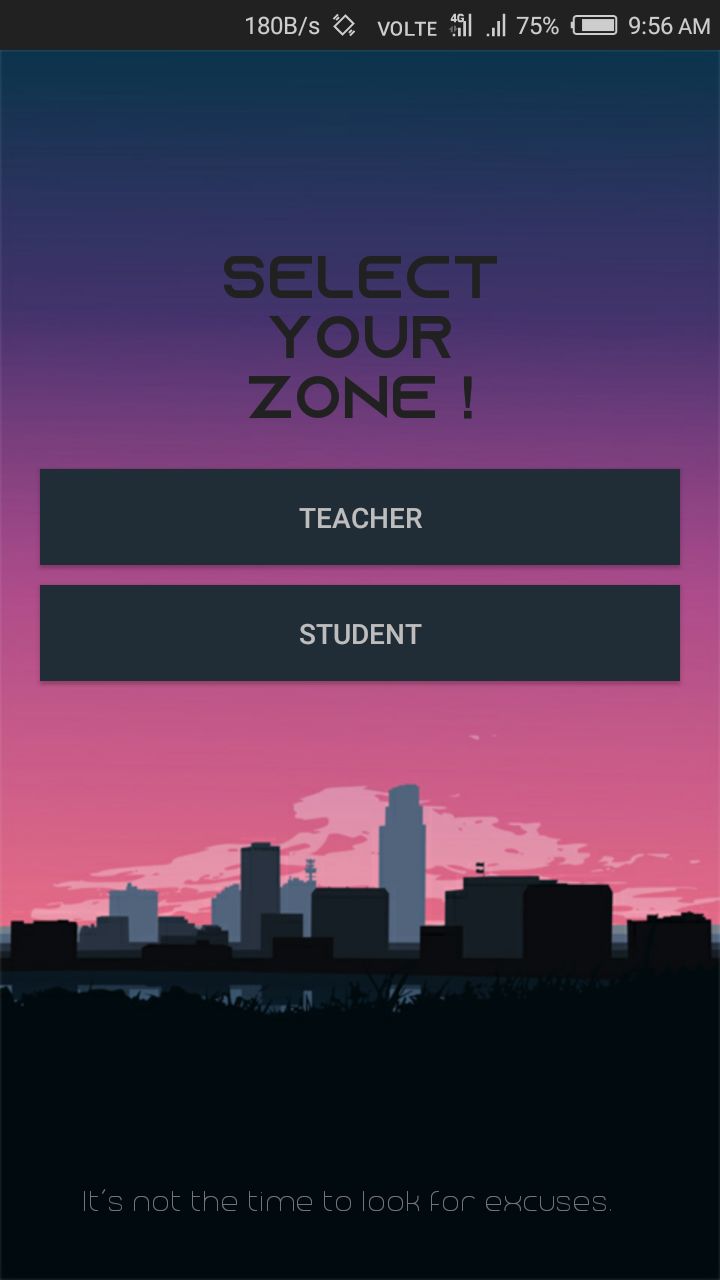 180B/s VOLTE 4G 75% 9:56 AM
SELECT
YOUR
ZONE !
TEACHER
STUDENT
It's not the time to look for excuses.